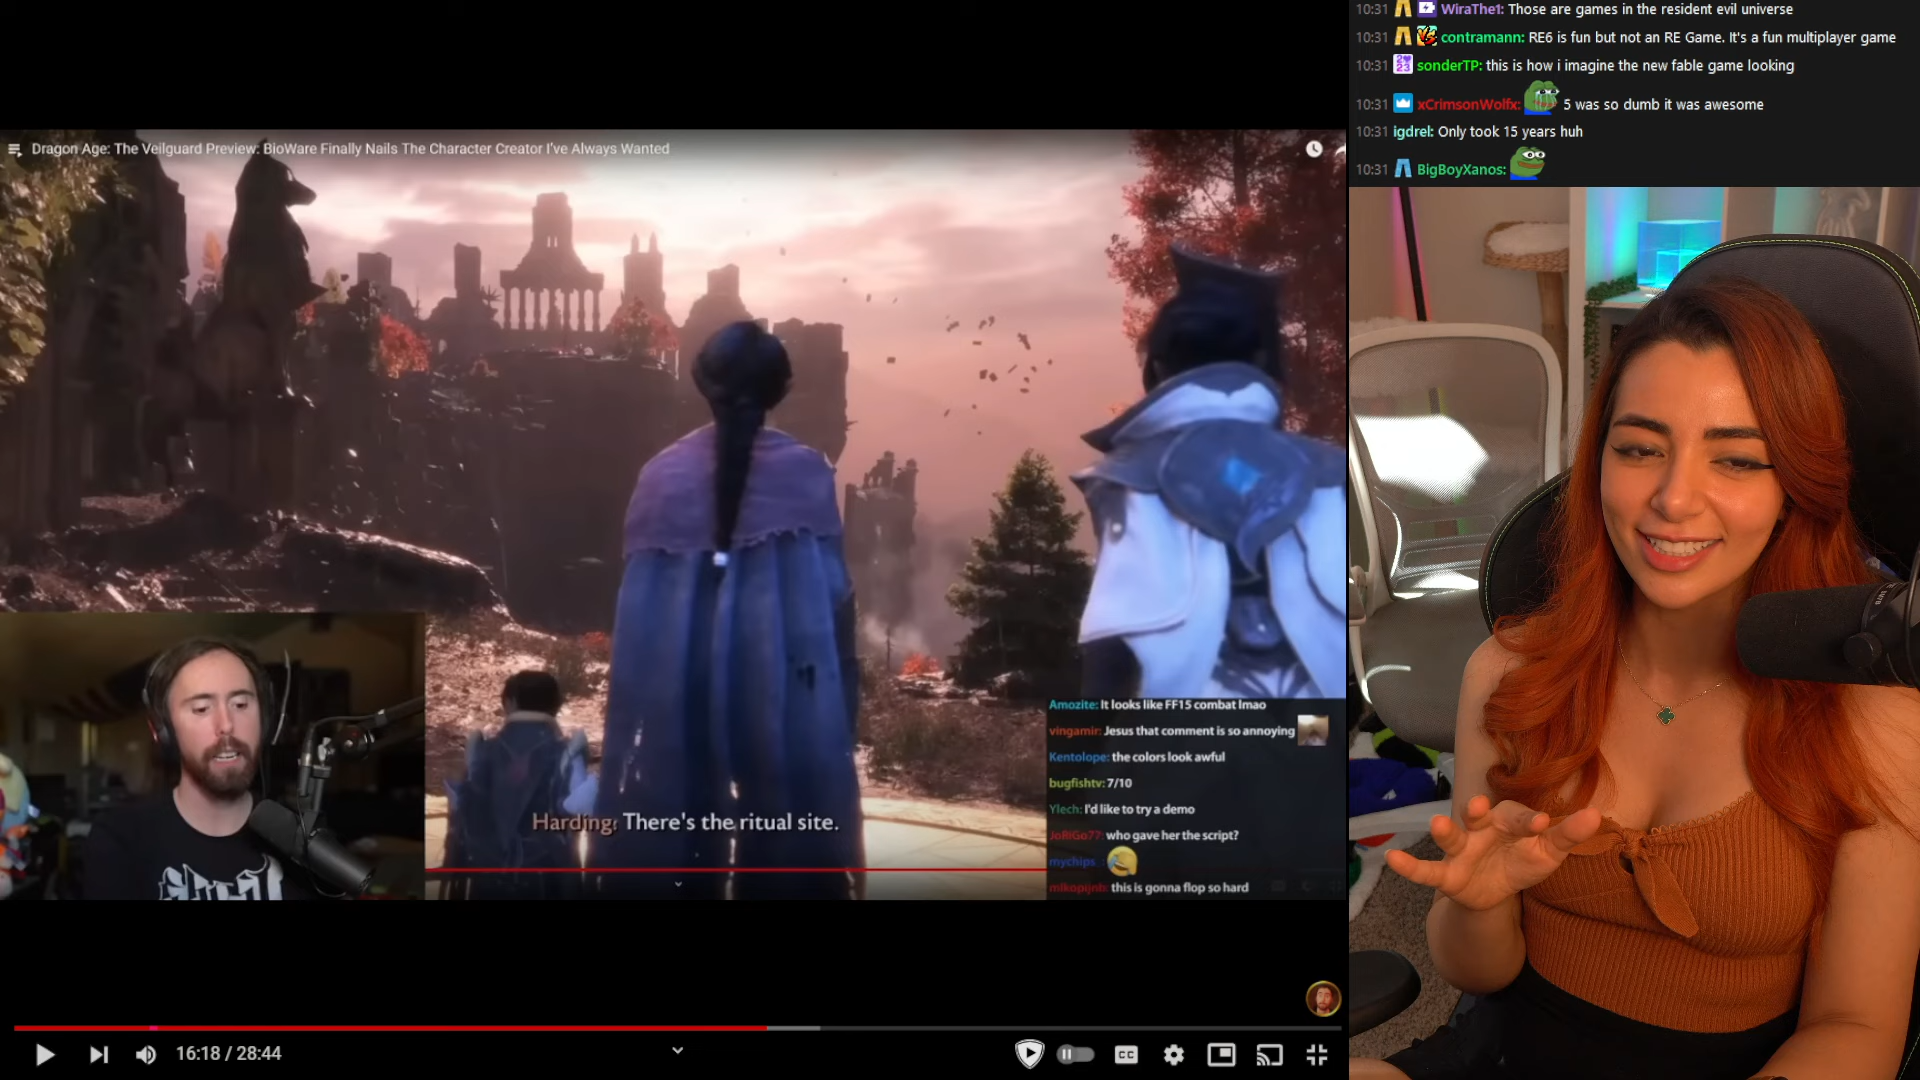 Dragon Age: The Veilguard Preview: BioWare Finally Nails The Character Creator I've Always Wanted
Harding: There's the ritual site.
Amozite: It looks like FF15 combat lmao
vingamir: Jesus that comment is so annoying
Kentolope: the colors look awful
bugfishtv: 7/10
Ylech: I'd like to try a demo
JoRiGo77: who gave her the script?
mychips :
mlkopijnb: this is gonna flop so hard
16:18 / 28:44
CC
10:31 WiraThe1: Those are games in the resident evil universe
10:31 contramann: RE6 is fun but not an RE Game. It's a fun multiplayer game
10:31 sonderTP: this is how i imagine the new fable game looking
10:31 xCrimsonWolfx: 5 was so dumb it was awesome
10:31 igdrel: Only took 15 years huh
10:31 BigBoyXanos: